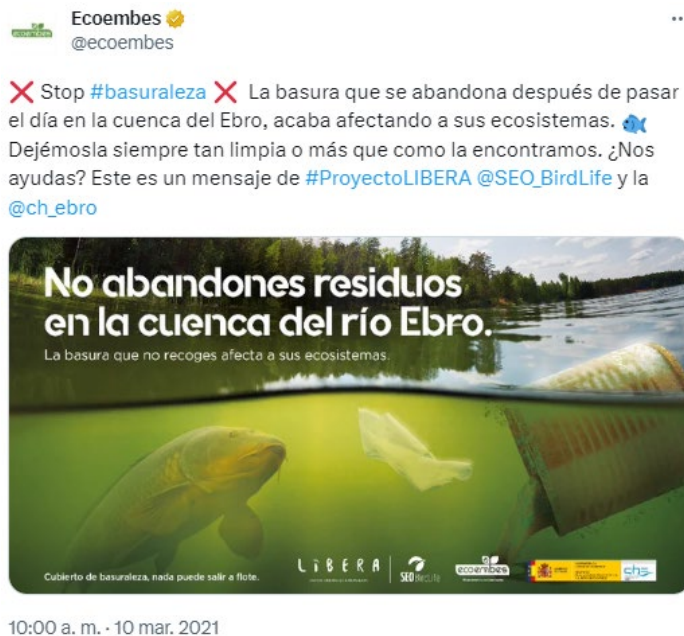 Ecoembes
@ecoembes
Stop #basuraleza La basura que se abandona después de pasar
el día en la cuenca del Ebro, acaba afectando a sus ecosistemas.
Dejémosla siempre tan limpia o más que como la encontramos. ¿Nos
ayudas? Este es un mensaje de #ProyectoLIBERA @SEO_BirdLife y la
@ch_ebro
No abandones residuos
en la cuenca del río Ebro.
La basura que no recoges afecta a sus ecosistemas.
Cubierto de basuraleza, nada puede salir a flote.
LIBERA
SEO BirdLife
ecoembes
che
10:00 a. m. · 10 mar. 2021